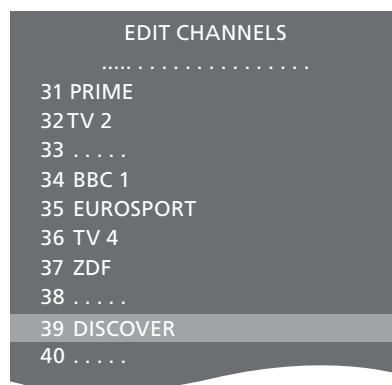 EDIT CHANNELS
..... . . . . . . . . . . . . . . .
31 PRIME
32 TV 2
33 . . . . .
34 BBC 1
35 EUROSPORT
36 TV 4
37 ZDF
38 . . . . .
39 DISCOVER
40 . . . . .